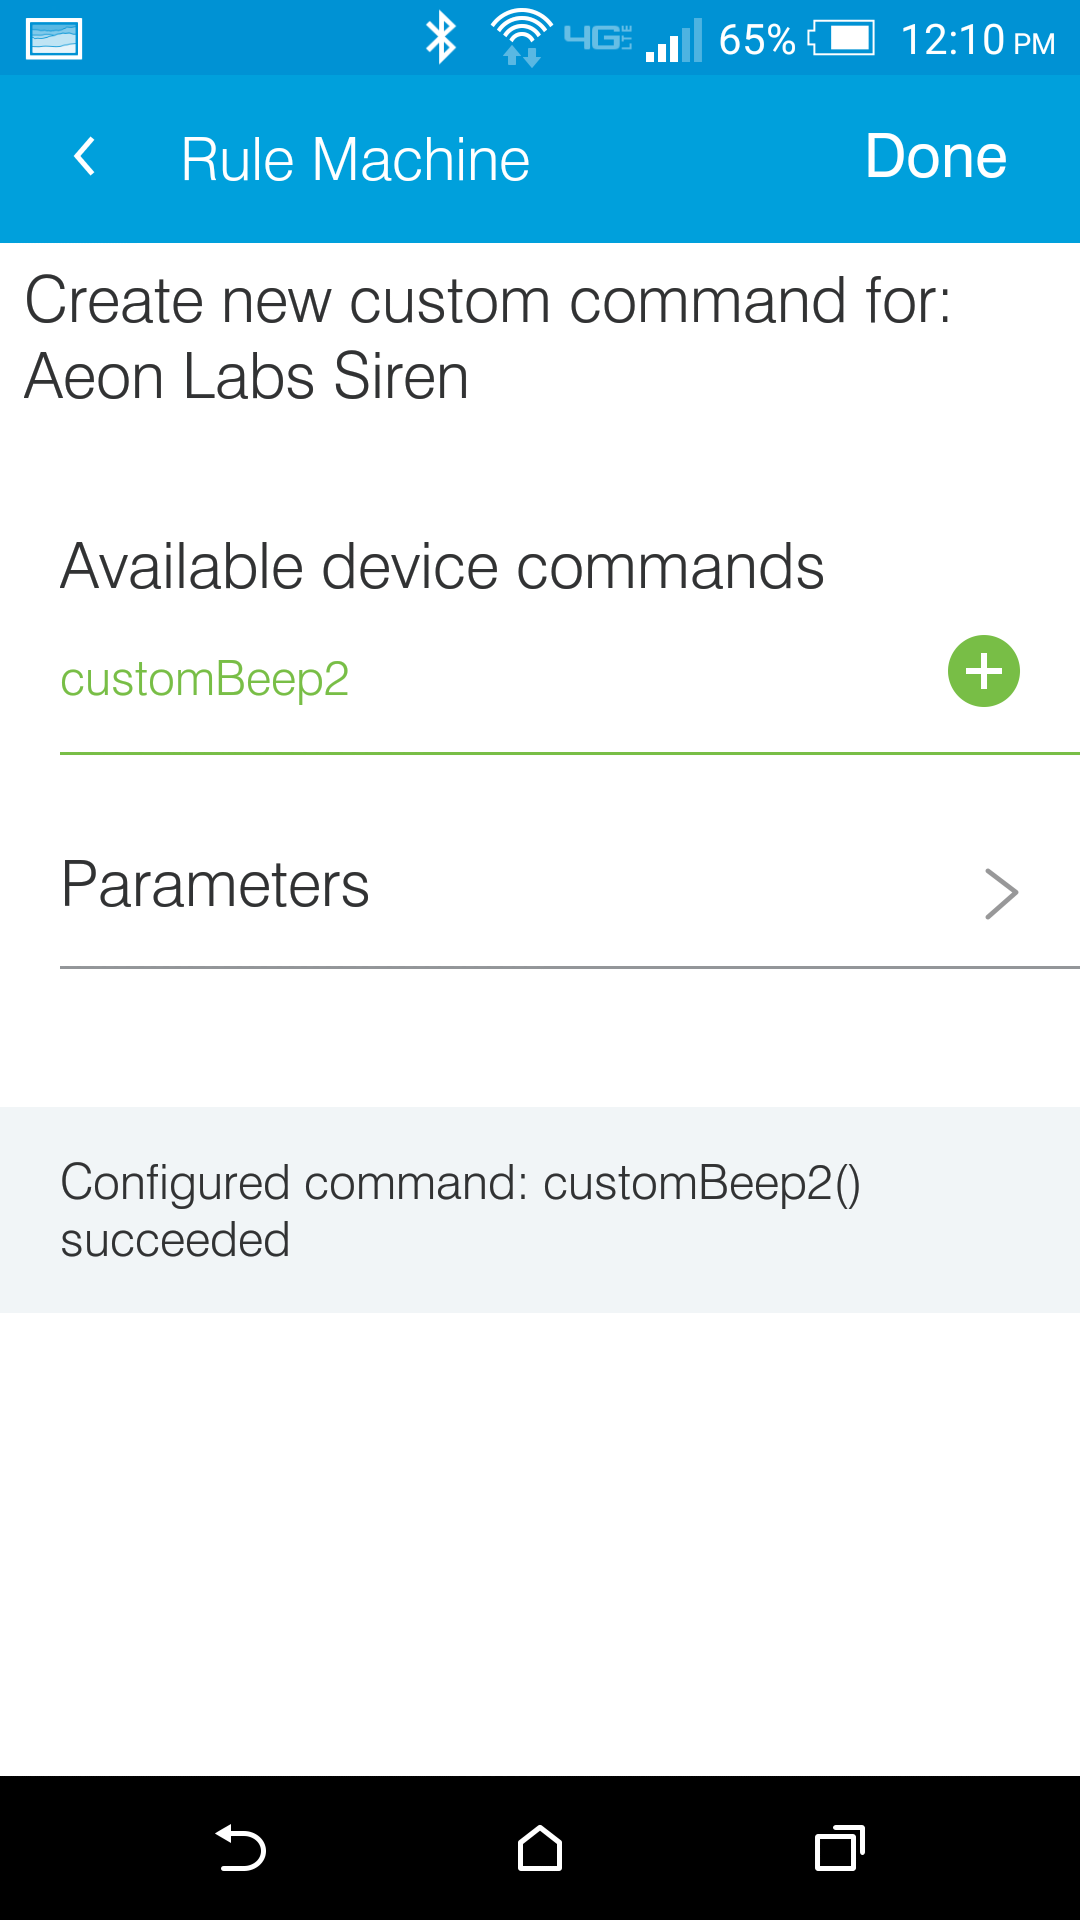 4G LTE 65% 12:10 PM
Rule Machine Done
Create new custom command for:
Aeon Labs Siren
Available device commands
customBeep2
Parameters
Configured command: customBeep2()
succeeded